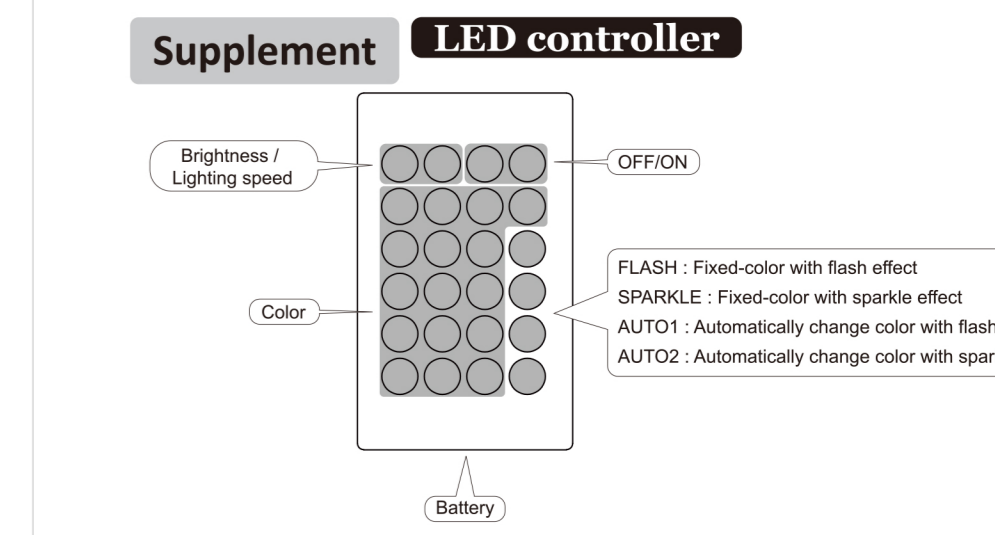 Supplement
LED controller
Brightness /
Lighting speed
OFF/ON
FLASH : Fixed-color with flash effect
SPARKLE : Fixed-color with sparkle effect
AUTO1 : Automatically change color with flash
AUTO2 : Automatically change color with spar
Color
Battery